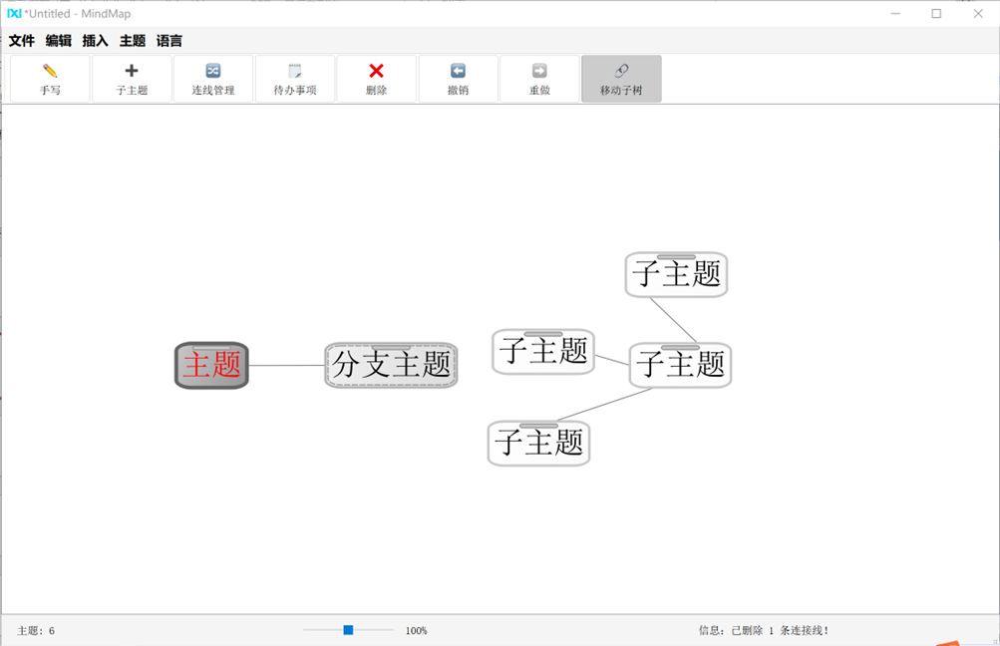 *Untitled - MindMap
文件 编辑 插入 主题 语言
手写 子主题 连线管理 待办事项 删除 撤销 重做 移动子树
子主题
子主题
主题 分支主题 子主题
子主题
主题: 6 100% 信息: 已删除 1 条连接线!